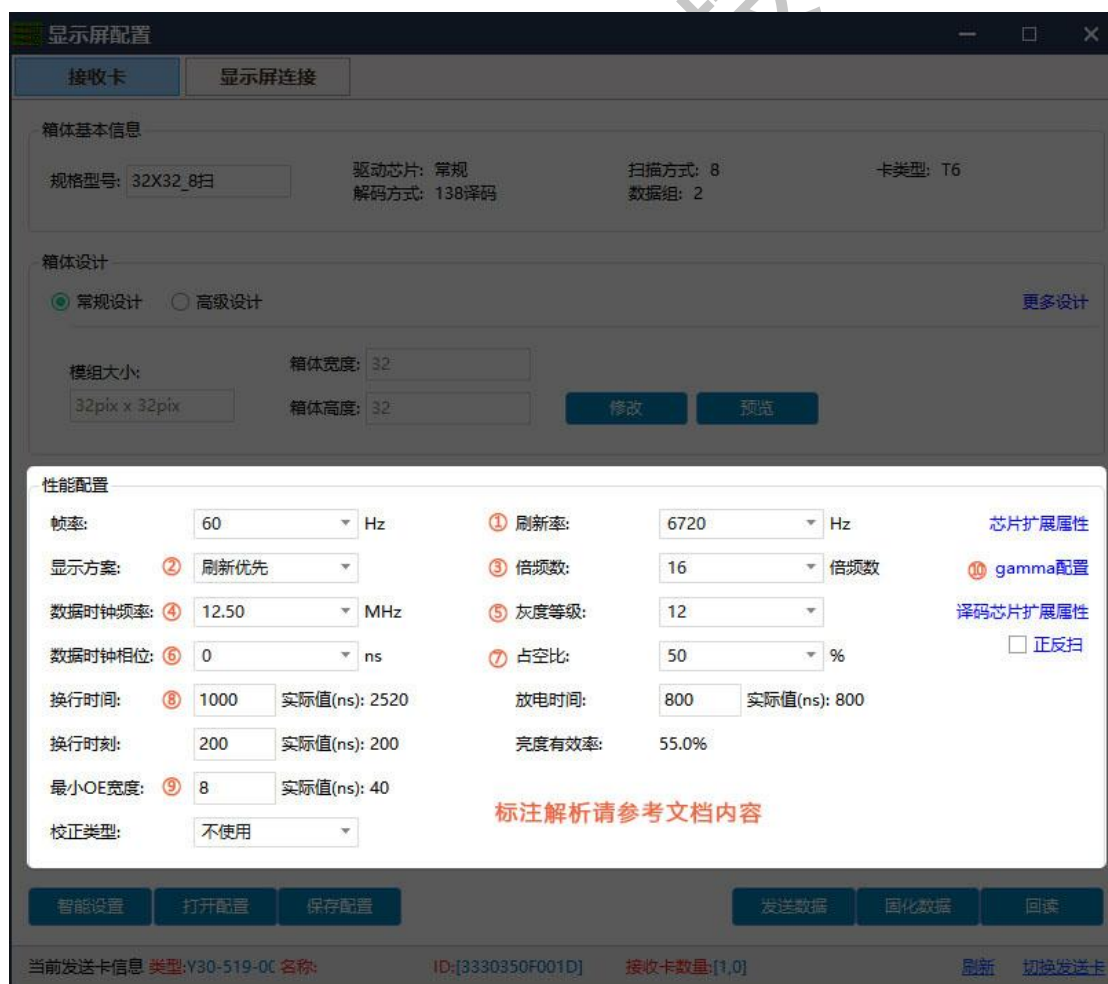 显示屏配置
接收卡 显示屏连接
箱体基本信息
规格型号: 32X32_8扫 驱动芯片: 常规 扫描方式: 8 卡类型: T6
解码方式: 138译码 数据组: 2
箱体设计
常规设计 高级设计 更多设计
模组大小: 箱体宽度: 32
32pix x 32pix 箱体高度: 32 修改 预览
性能配置
帧率: 60 Hz ① 刷新率: 6720 Hz 芯片扩展属性
显示方案: ② 刷新优先 ③ 倍频数: 16 倍频数 ⑩ gamma配置
数据时钟频率: ④ 12.50 MHz ⑤ 灰度等级: 12 译码芯片扩展属性
数据时钟相位: ⑥ 0 ns ⑦ 占空比: 50 % 正反扫
换行时间: ⑧ 1000 实际值(ns): 2520 放电时间: 800 实际值(ns): 800
换行时刻: 200 实际值(ns): 200 亮度有效率: 55.0%
最小OE宽度: ⑨ 8 实际值(ns): 40
标注解析请参考文档内容
校正类型: 不使用
智能设置 打开配置 保存配置 发送数据 固化数据 回读
当前发送卡信息 类型:Y30-519-00 名称: ID:[3330350F001D] 接收卡数量:[1,0] 刷新 切换发送卡